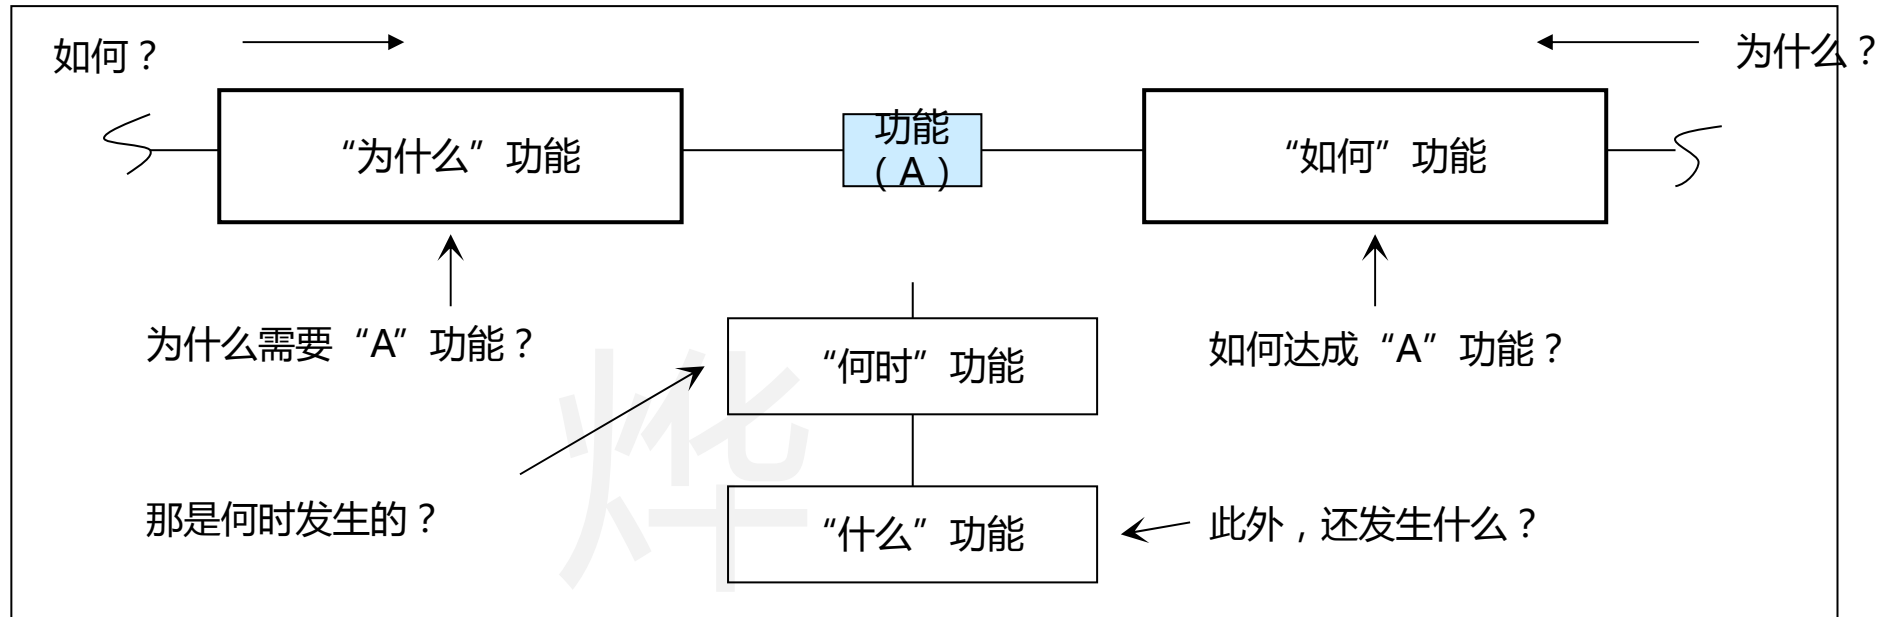 如何？
为什么？
“为什么”功能
功能
（A）
“如何”功能
为什么需要“A”功能？
“何时”功能
如何达成“A”功能？
那是何时发生的？
“什么”功能
此外，还发生什么？
烨